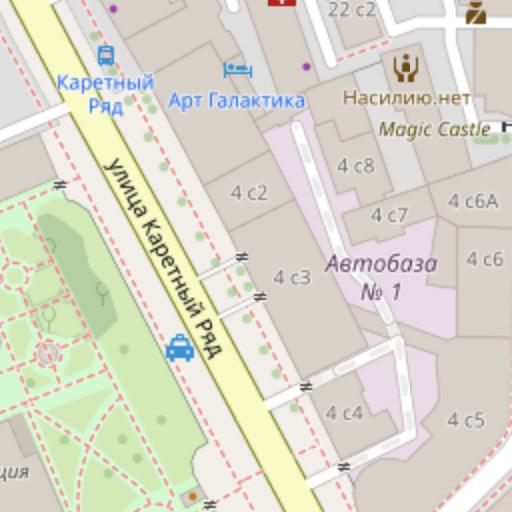 22 с2
Каретный
Ряд
Арт Галактика
Насилию.нет
Magic Castle
4 с8
4 с2
4 с7
4 с6А
улица Каретный Ряд
Автобаза
№ 1
4 с3
4 с6
4 с4
4 с5
ция